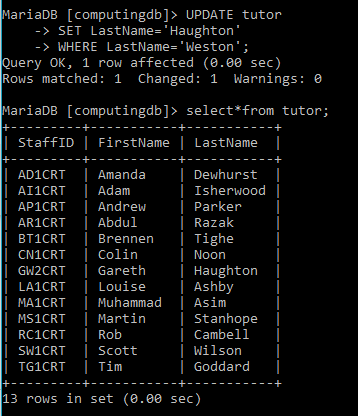 MariaDB [computingdb]> UPDATE tutor
    -> SET LastName='Haughton'
    -> WHERE LastName='Weston';
Query OK, 1 row affected (0.00 sec)
Rows matched: 1  Changed: 1  Warnings: 0

MariaDB [computingdb]> select*from tutor;
+---------+-----------+-----------+
| StaffID | FirstName | LastName  |
+---------+-----------+-----------+
| AD1CRT  | Amanda    | Dewhurst  |
| AI1CRT  | Adam      | Isherwood |
| AP1CRT  | Andrew    | Parker    |
| AR1CRT  | Abdul     | Razak     |
| BT1CRT  | Brennen   | Tighe     |
| CN1CRT  | Colin     | Noon      |
| GW2CRT  | Gareth    | Haughton  |
| LA1CRT  | Louise    | Ashby     |
| MA1CRT  | Muhammad  | Asim      |
| MS1CRT  | Martin    | Stanhope  |
| RC1CRT  | Rob       | Cambell   |
| SW1CRT  | Scott     | Wilson    |
| TG1CRT  | Tim       | Goddard   |
+---------+-----------+-----------+
13 rows in set (0.00 sec)